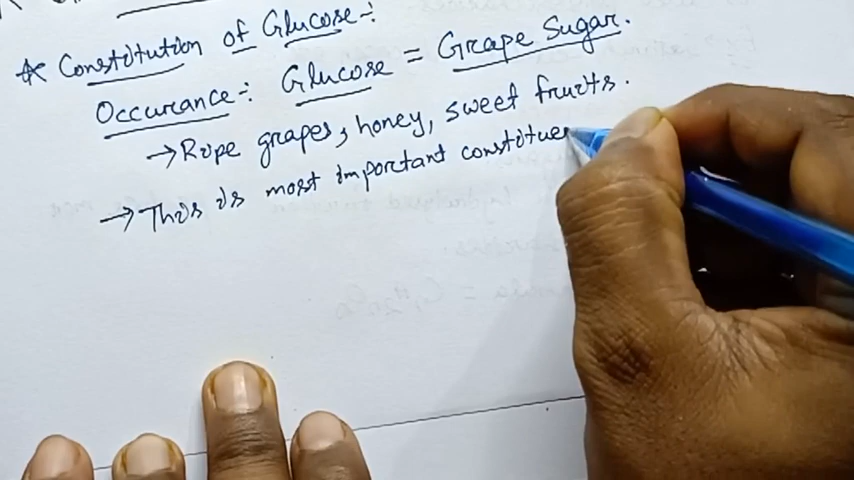 * Constitution of Glucose÷
Occurance÷ Glucose = Grape Sugar.
→ Ripe grapes, honey, sweet fruits.
→ This is most important constitue